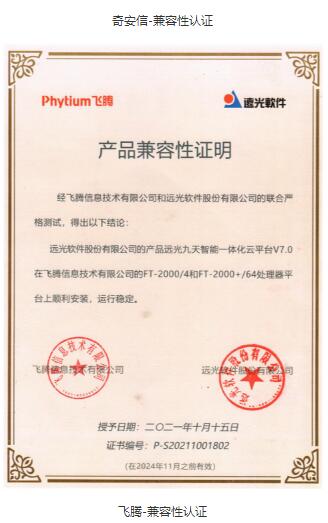 奇安信-兼容性认证
Phytium飞腾
远光軟件
产品兼容性证明
经飞腾信息技术有限公司和远光软件股份有限公司的联合严
格测试，得出以下结论：
远光软件股份有限公司的产品远光九天智能一体化云平台V7.0
在飞腾信息技术有限公司的FT-2000/4和FT-2000+/64处理器平
台上顺利安装，运行稳定。
飞腾信息技术有限公司
远光软件股份有限公司
授予日期：二〇二一年十月十五日
证书编号：P-S20211001802
（在2024年11月之前有效）
飞腾-兼容性认证